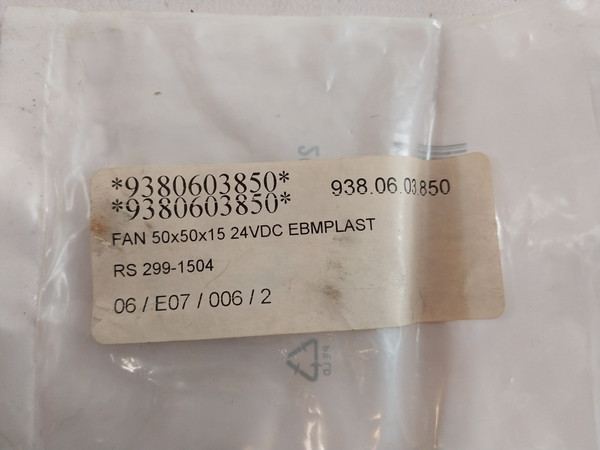 *9380603850* 938.06.03.850
*9380603850*
FAN 50x50x15 24VDC EBMPLAST
RS 299-1504
06 / E07 / 006 / 2